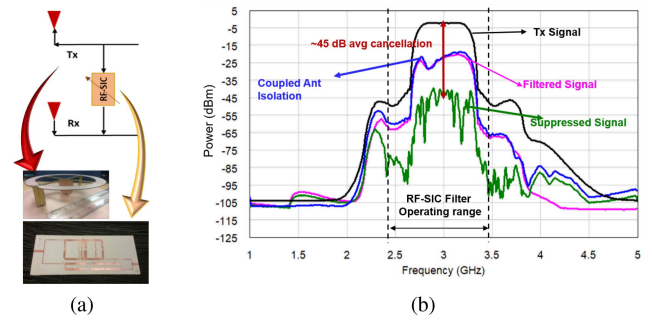 Tx
RF-SIC
Rx
(a)
5
-5
-15
-25
-35
-45
-55
-65
-75
-85
-95
-105
-115
-125
Power (dBm)
1
1.5
2
2.5
3
3.5
4
4.5
5
Frequency (GHz)
~45 dB avg cancellation
Tx Signal
Coupled Ant
Isolation
Filtered Signal
Suppressed Signal
RF-SIC Filter
Operating range
(b)